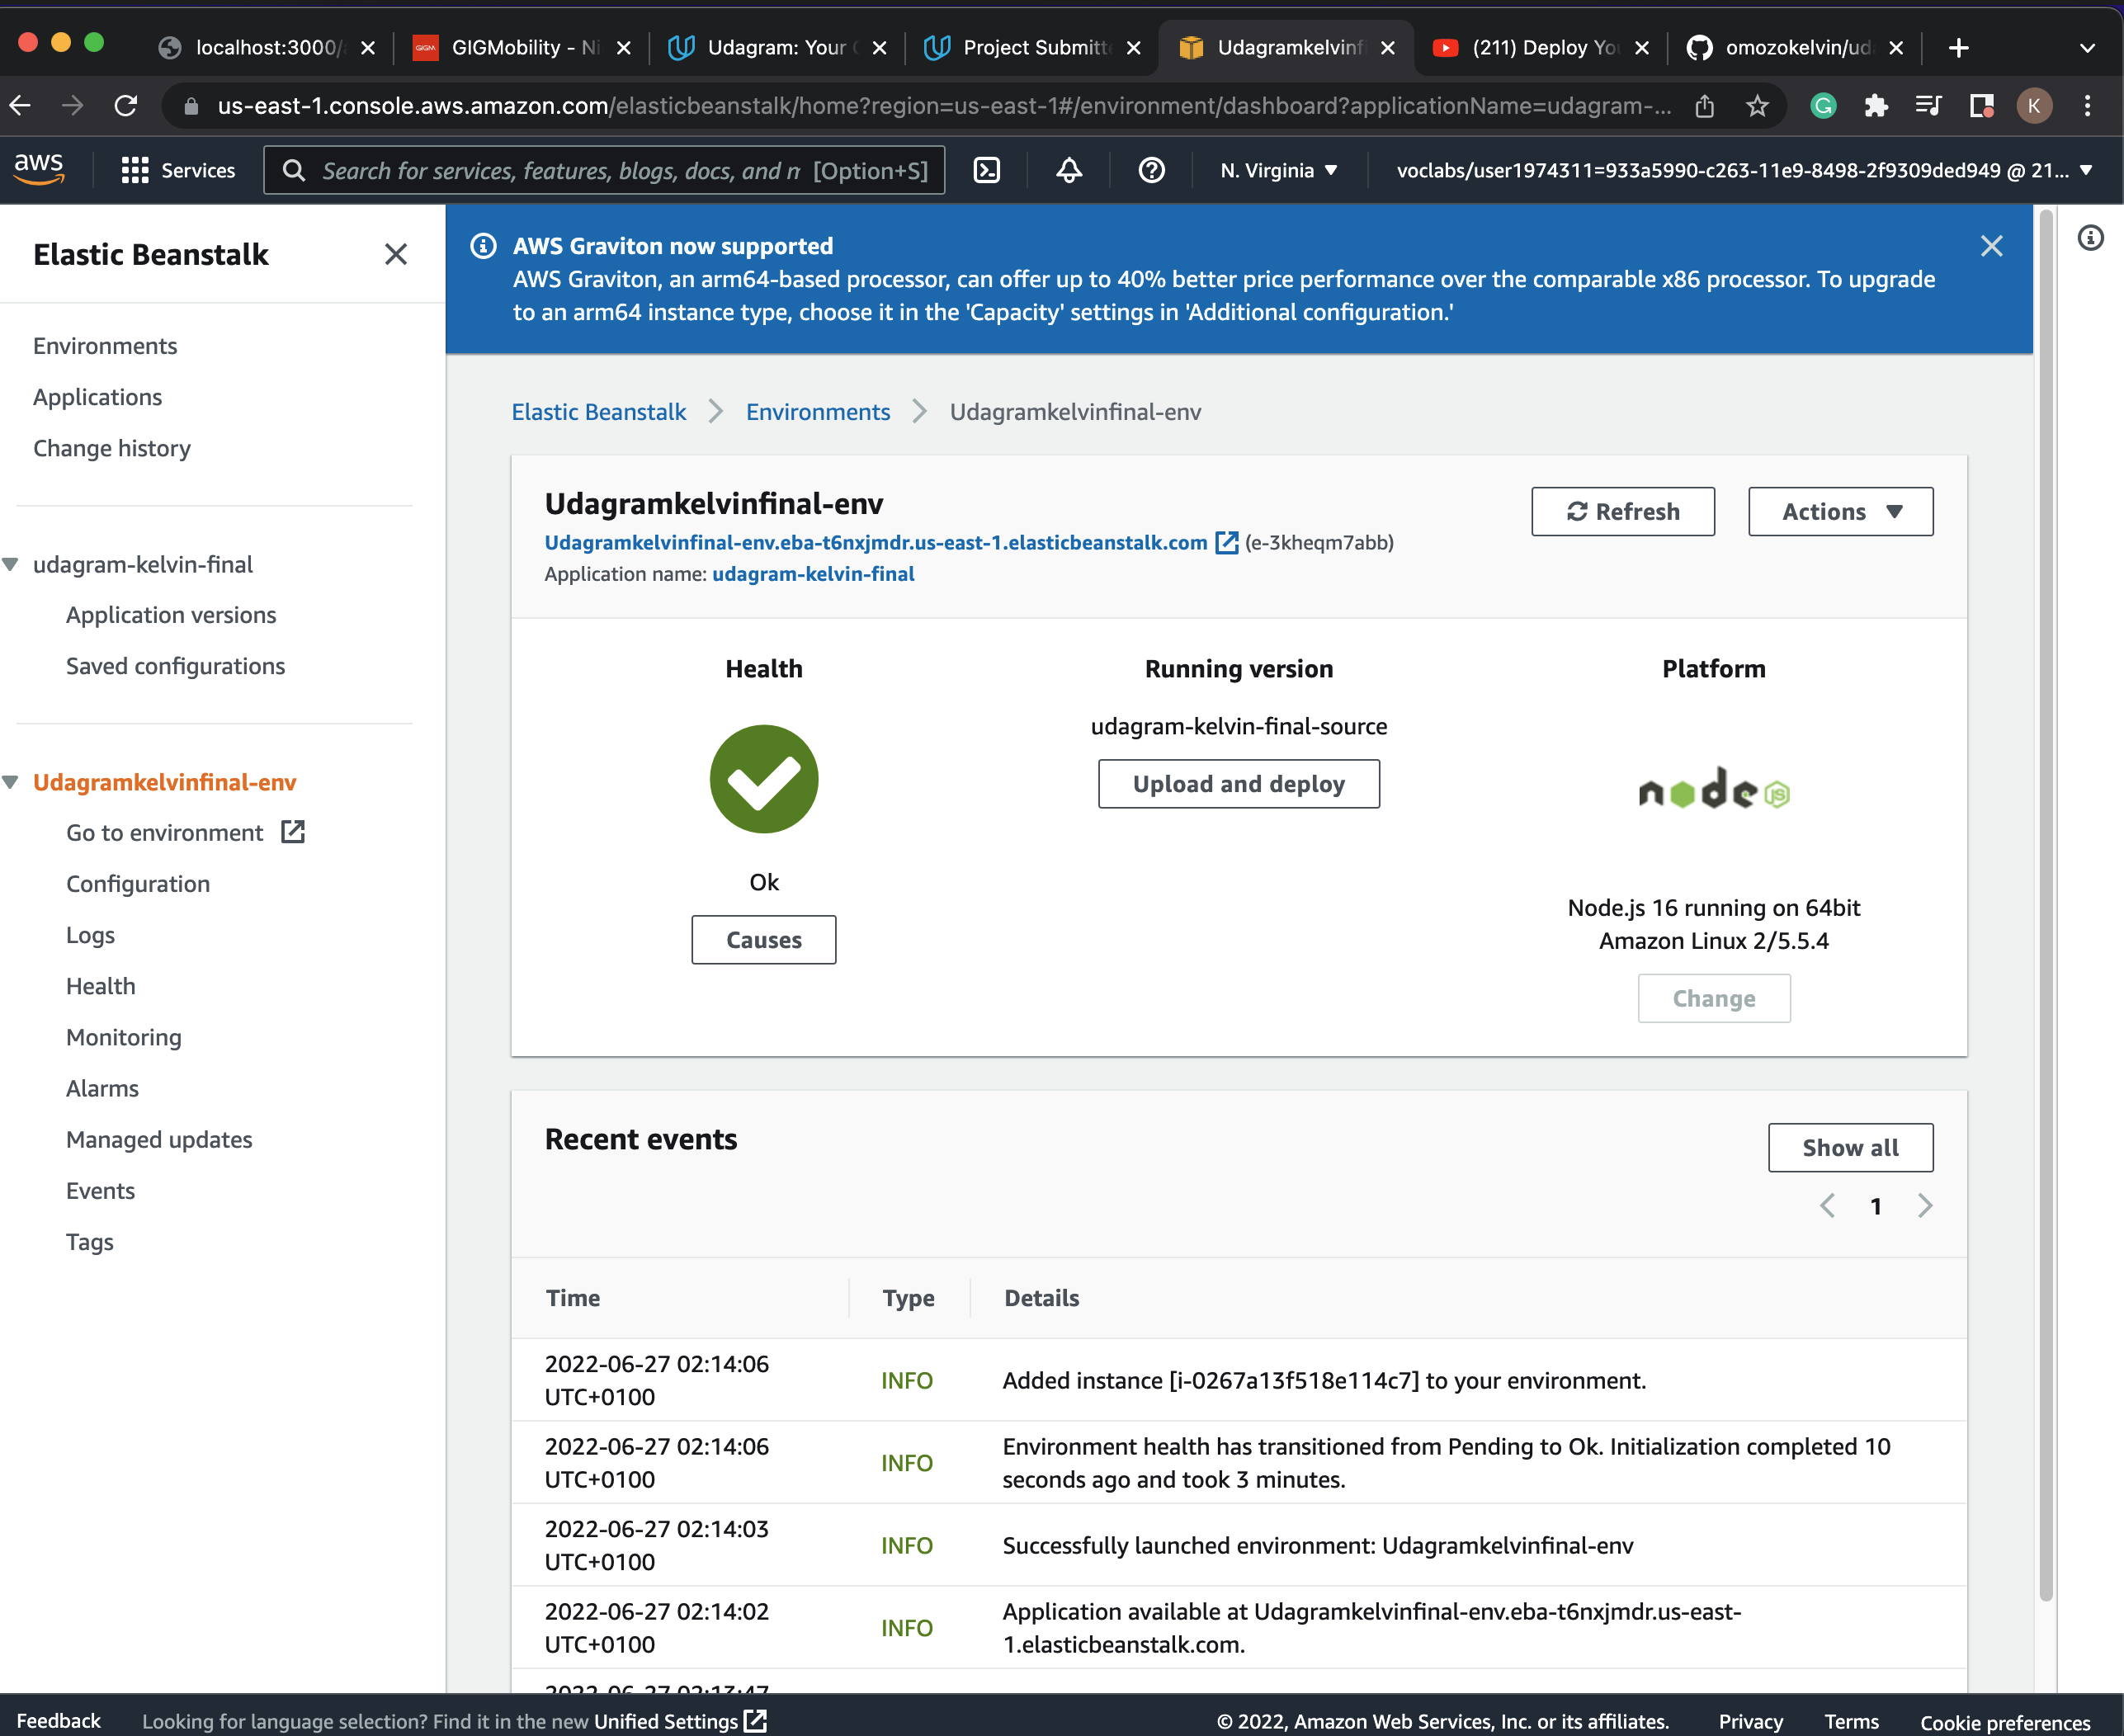 localhost:3000/
GIGM
GIGMobility - Ni
Udagram: Your
Project Submitte
Udagramkelvinfi
(211) Deploy You
omozokelvin/uda
us-east-1.console.aws.amazon.com/elasticbeanstalk/home?region=us-east-1#/environment/dashboard?applicationName=udagram-...
K
aws
Services
Search for services, features, blogs, docs, and m
[Option+S]
N. Virginia
voclabs/user1974311=933a5990-c263-11e9-8498-2f9309ded949 @ 21...
Elastic Beanstalk
Environments
Applications
Change history
udagram-kelvin-final
Application versions
Saved configurations
Udagramkelvinfinal-env
Go to environment
Configuration
Logs
Health
Monitoring
Alarms
Managed updates
Events
Tags
AWS Graviton now supported
AWS Graviton, an arm64-based processor, can offer up to 40% better price performance over the comparable x86 processor. To upgrade
to an arm64 instance type, choose it in the 'Capacity' settings in 'Additional configuration.'
Elastic Beanstalk
Environments
Udagramkelvinfinal-env
Udagramkelvinfinal-env
Udagramkelvinfinal-env.eba-t6nxjmdr.us-east-1.elasticbeanstalk.com (e-3kheqm7abb)
Application name: udagram-kelvin-final
Refresh
Actions
Health
Ok
Causes
Running version
udagram-kelvin-final-source
Upload and deploy
Platform
node JS
Node.js 16 running on 64bit
Amazon Linux 2/5.5.4
Change
Recent events
Show all
1
Time Type Details
2022-06-27 02:14:06
UTC+0100
INFO
Added instance [i-0267a13f518e114c7] to your environment.
2022-06-27 02:14:06
UTC+0100
INFO
Environment health has transitioned from Pending to Ok. Initialization completed 10
seconds ago and took 3 minutes.
2022-06-27 02:14:03
UTC+0100
INFO
Successfully launched environment: Udagramkelvinfinal-env
2022-06-27 02:14:02
UTC+0100
INFO
Application available at Udagramkelvinfinal-env.eba-t6nxjmdr.us-east-
1.elasticbeanstalk.com.
2022-06-27 02:13:47
Feedback
Looking for language selection? Find it in the new Unified Settings
© 2022, Amazon Web Services, Inc. or its affiliates.
Privacy
Terms
Cookie preferences